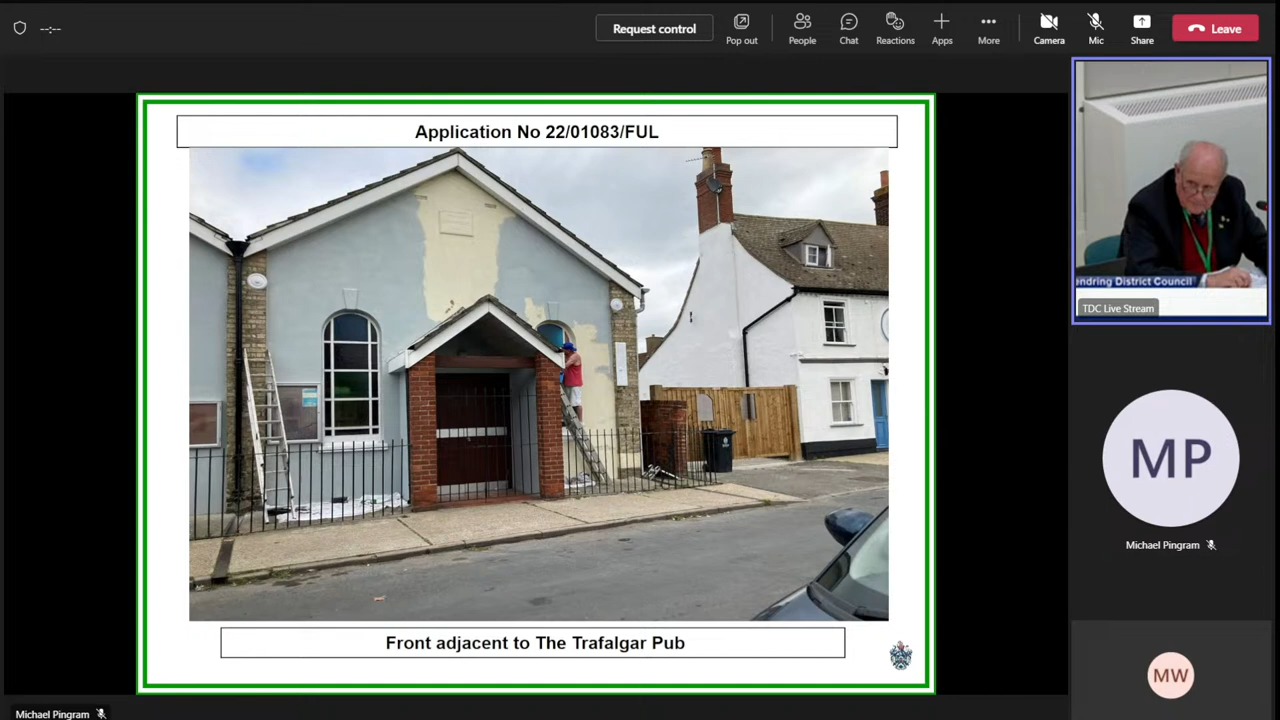 --:--
Request control
Pop out
People
Chat
Reactions
Apps
More
Camera
Mic
Share
Leave
Application No 22/01083/FUL
endring District Council
TDC Live Stream
MP
Michael Pingram
Front adjacent to The Trafalgar Pub
MW
Michael Pingram